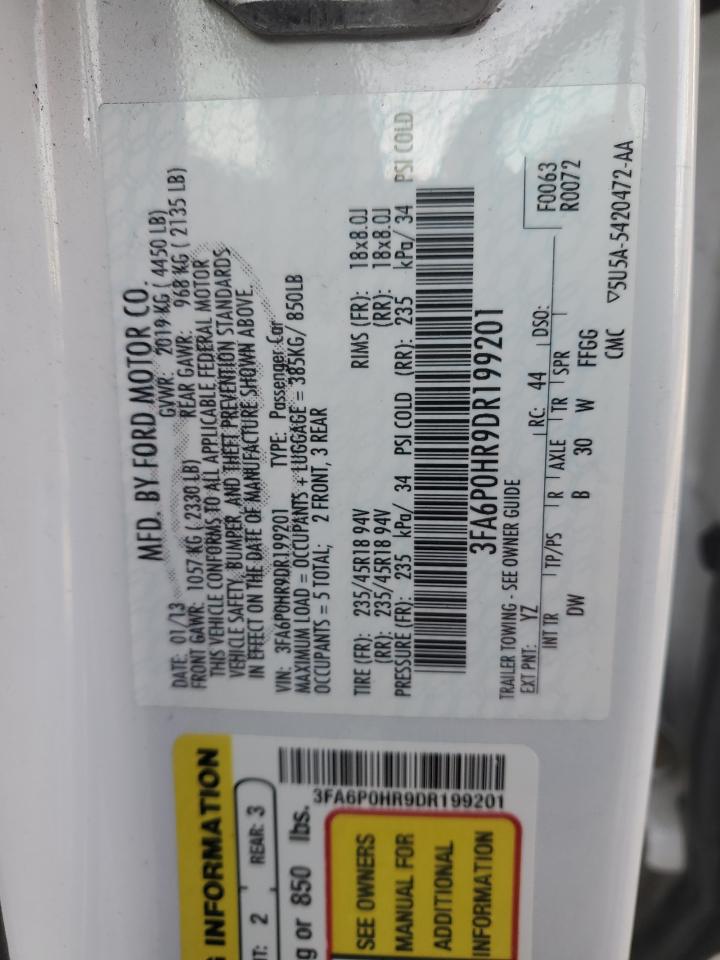 MFD. BY FORD MOTOR CO.
DATE: 01/13 GVWR: 2019 KG ( 4450 LB)
FRONT GAWR: 1057 KG ( 2330 LB) REAR GAWR: 968 KG ( 2135 LB)
THIS VEHICLE CONFORMS TO ALL APPLICABLE FEDERAL MOTOR
VEHICLE SAFETY, BUMPER, AND THEFT PREVENTION STANDARDS
IN EFFECT ON THE DATE OF MANUFACTURE SHOWN ABOVE.
VIN: 3FA6P0HR9DR199201 TYPE: Passenger Car
MAXIMUM LOAD = OCCUPANTS + LUGGAGE = 385KG/ 850LB
OCCUPANTS = 5 TOTAL; 2 FRONT, 3 REAR
TIRE (FR): 235/45R18 94V RIMS (FR): 18x8.0J
(RR): 235/45R18 94V (RR): 18x8.0J
PRESSURE (FR): 235 kPa/ 34 PSI COLD (RR): 235 kPa/ 34 PSI COLD
3FA6P0HR9DR199201
TRAILER TOWING - SEE OWNER GUIDE
EXT PNT: YZ RC: 44 DSO: F0063
R0072
INT TR TP/PS R AXLE TR SPR
DW B 30 W FFGG
CMC ▽5U5A-5420472-AA
INFORMATION
2 REAR: 3
or 850 lbs.
3FA6P0HR9DR199201
SEE OWNERS
MANUAL FOR
ADDITIONAL
INFORMATION